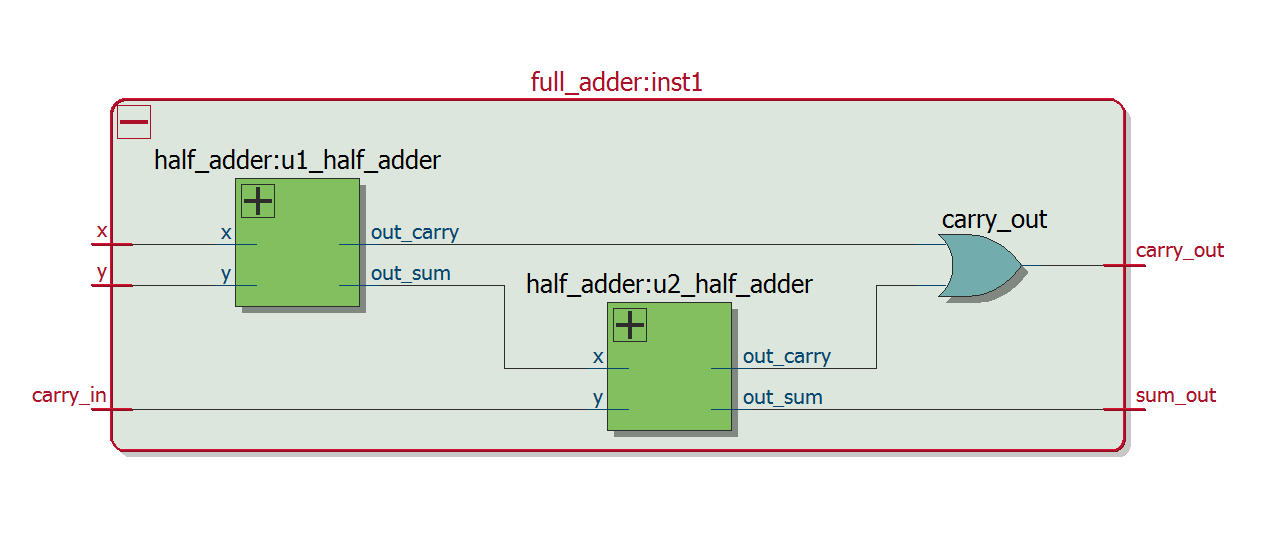 full_adder:inst1
half_adder:u1_half_adder
x
x
out_carry
carry_out
carry_out
y
y
out_sum
half_adder:u2_half_adder
x
out_carry
carry_in
y
out_sum
sum_out